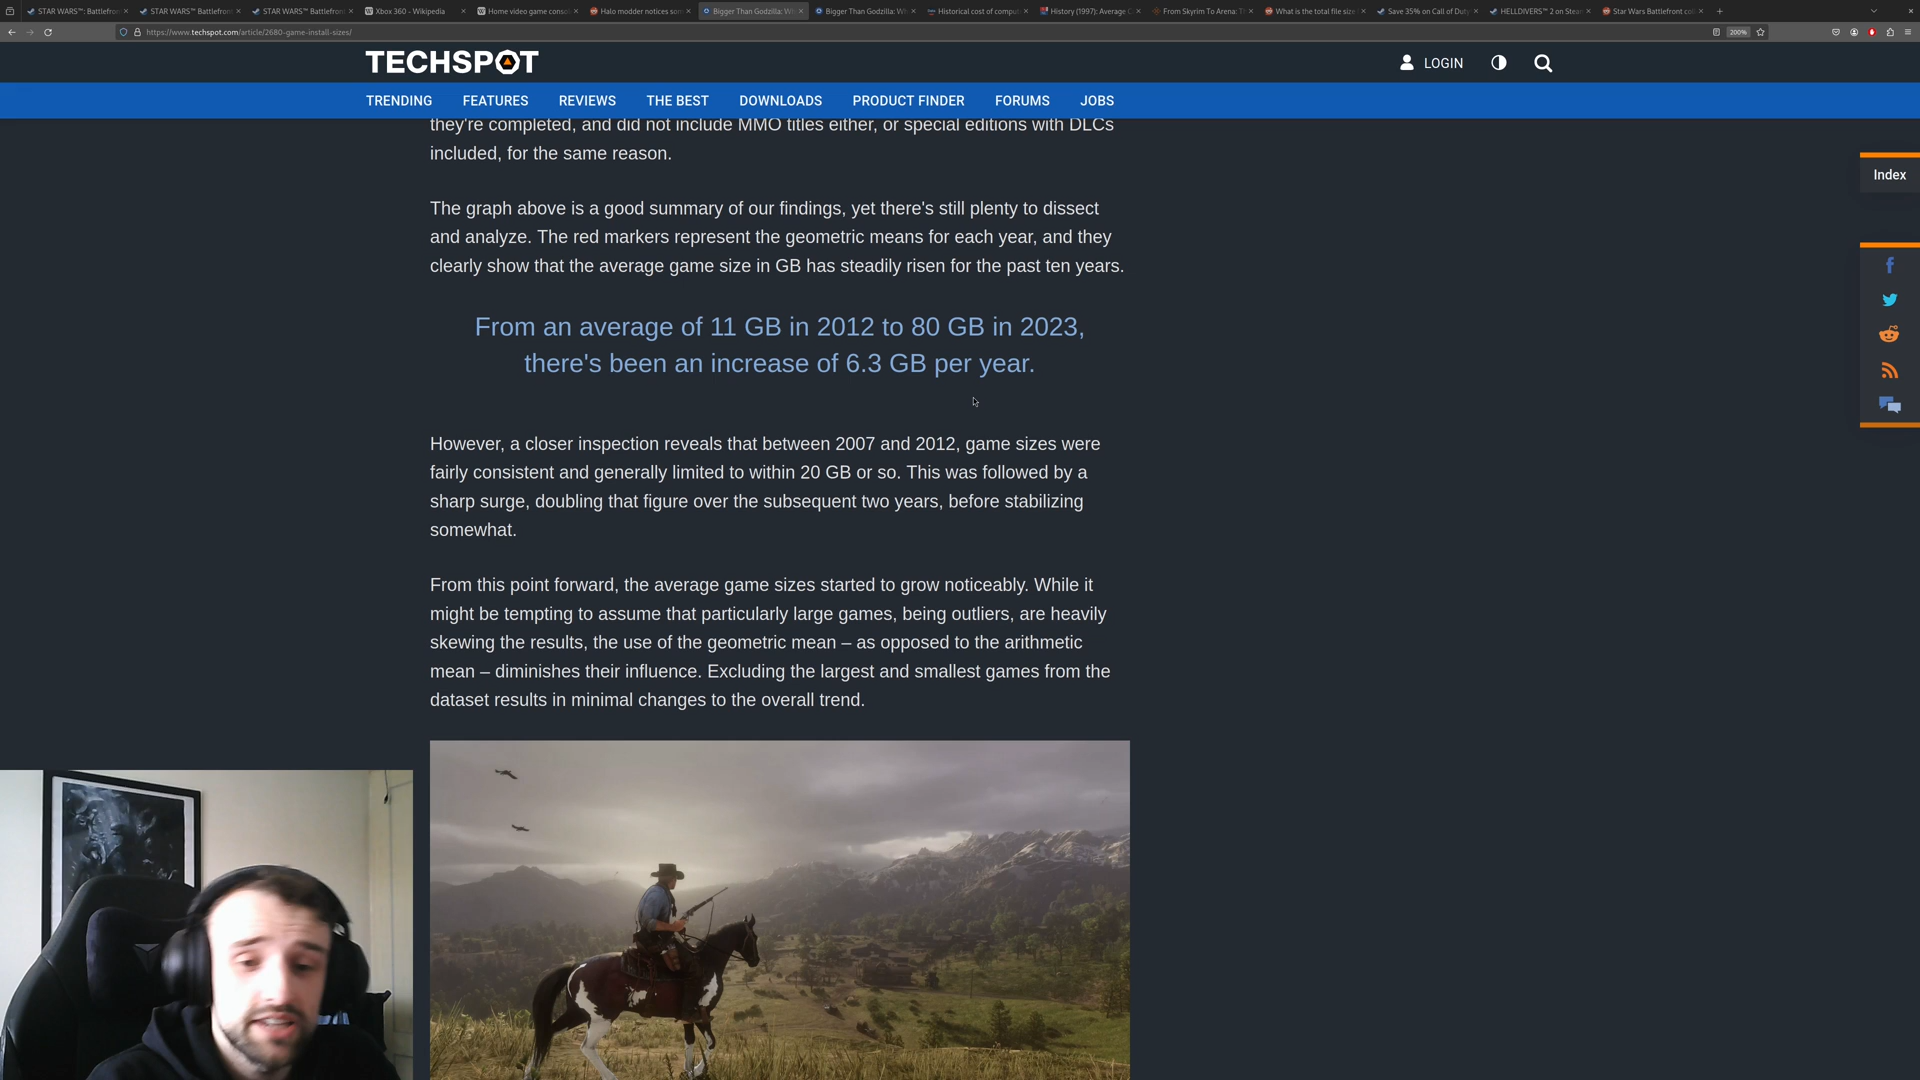 STAR WARS™: Battlefron
STAR WARS™ Battlefront
STAR WARS™ Battlefront
Xbox 360 - Wikipedia
Home video game consol
Halo modder notices som
Bigger Than Godzilla: Wh
Bigger Than Godzilla: Wh
Historical cost of comput
History (1997): Average C
From Skyrim To Arena: T
What is the total file size
Save 35% on Call of Duty
HELLDIVERS™ 2 on Steam
Star Wars Battlefront col
https://www.techspot.com/article/2680-game-install-sizes/
200%
TECHSPOT
LOGIN
TRENDING FEATURES REVIEWS THE BEST DOWNLOADS PRODUCT FINDER FORUMS JOBS
they're completed, and did not include MMO titles either, or special editions with DLCs
included, for the same reason.
Index
The graph above is a good summary of our findings, yet there's still plenty to dissect
and analyze. The red markers represent the geometric means for each year, and they
clearly show that the average game size in GB has steadily risen for the past ten years.
From an average of 11 GB in 2012 to 80 GB in 2023,
there's been an increase of 6.3 GB per year.
However, a closer inspection reveals that between 2007 and 2012, game sizes were
fairly consistent and generally limited to within 20 GB or so. This was followed by a
sharp surge, doubling that figure over the subsequent two years, before stabilizing
somewhat.
From this point forward, the average game sizes started to grow noticeably. While it
might be tempting to assume that particularly large games, being outliers, are heavily
skewing the results, the use of the geometric mean – as opposed to the arithmetic
mean – diminishes their influence. Excluding the largest and smallest games from the
dataset results in minimal changes to the overall trend.